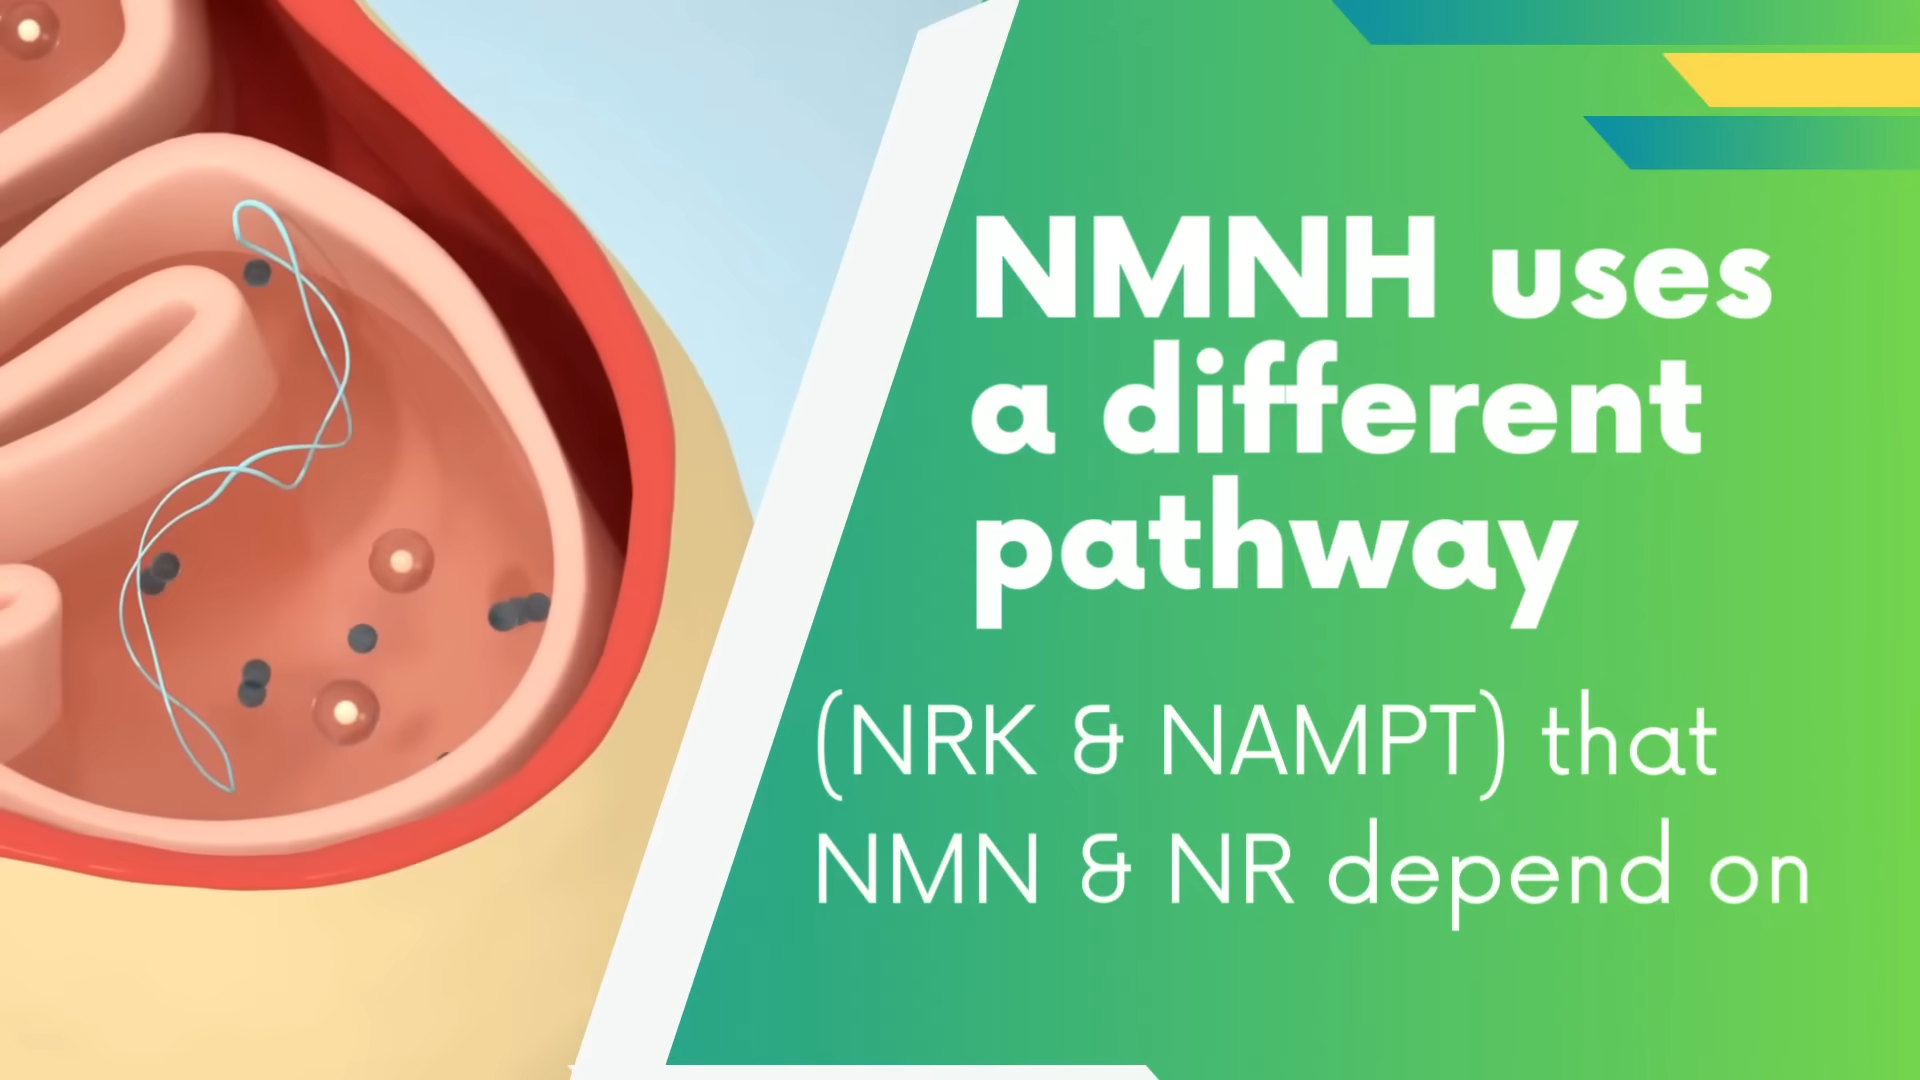 NMNH uses
a different
pathway
(NRK & NAMPT) that
NMN & NR depend on